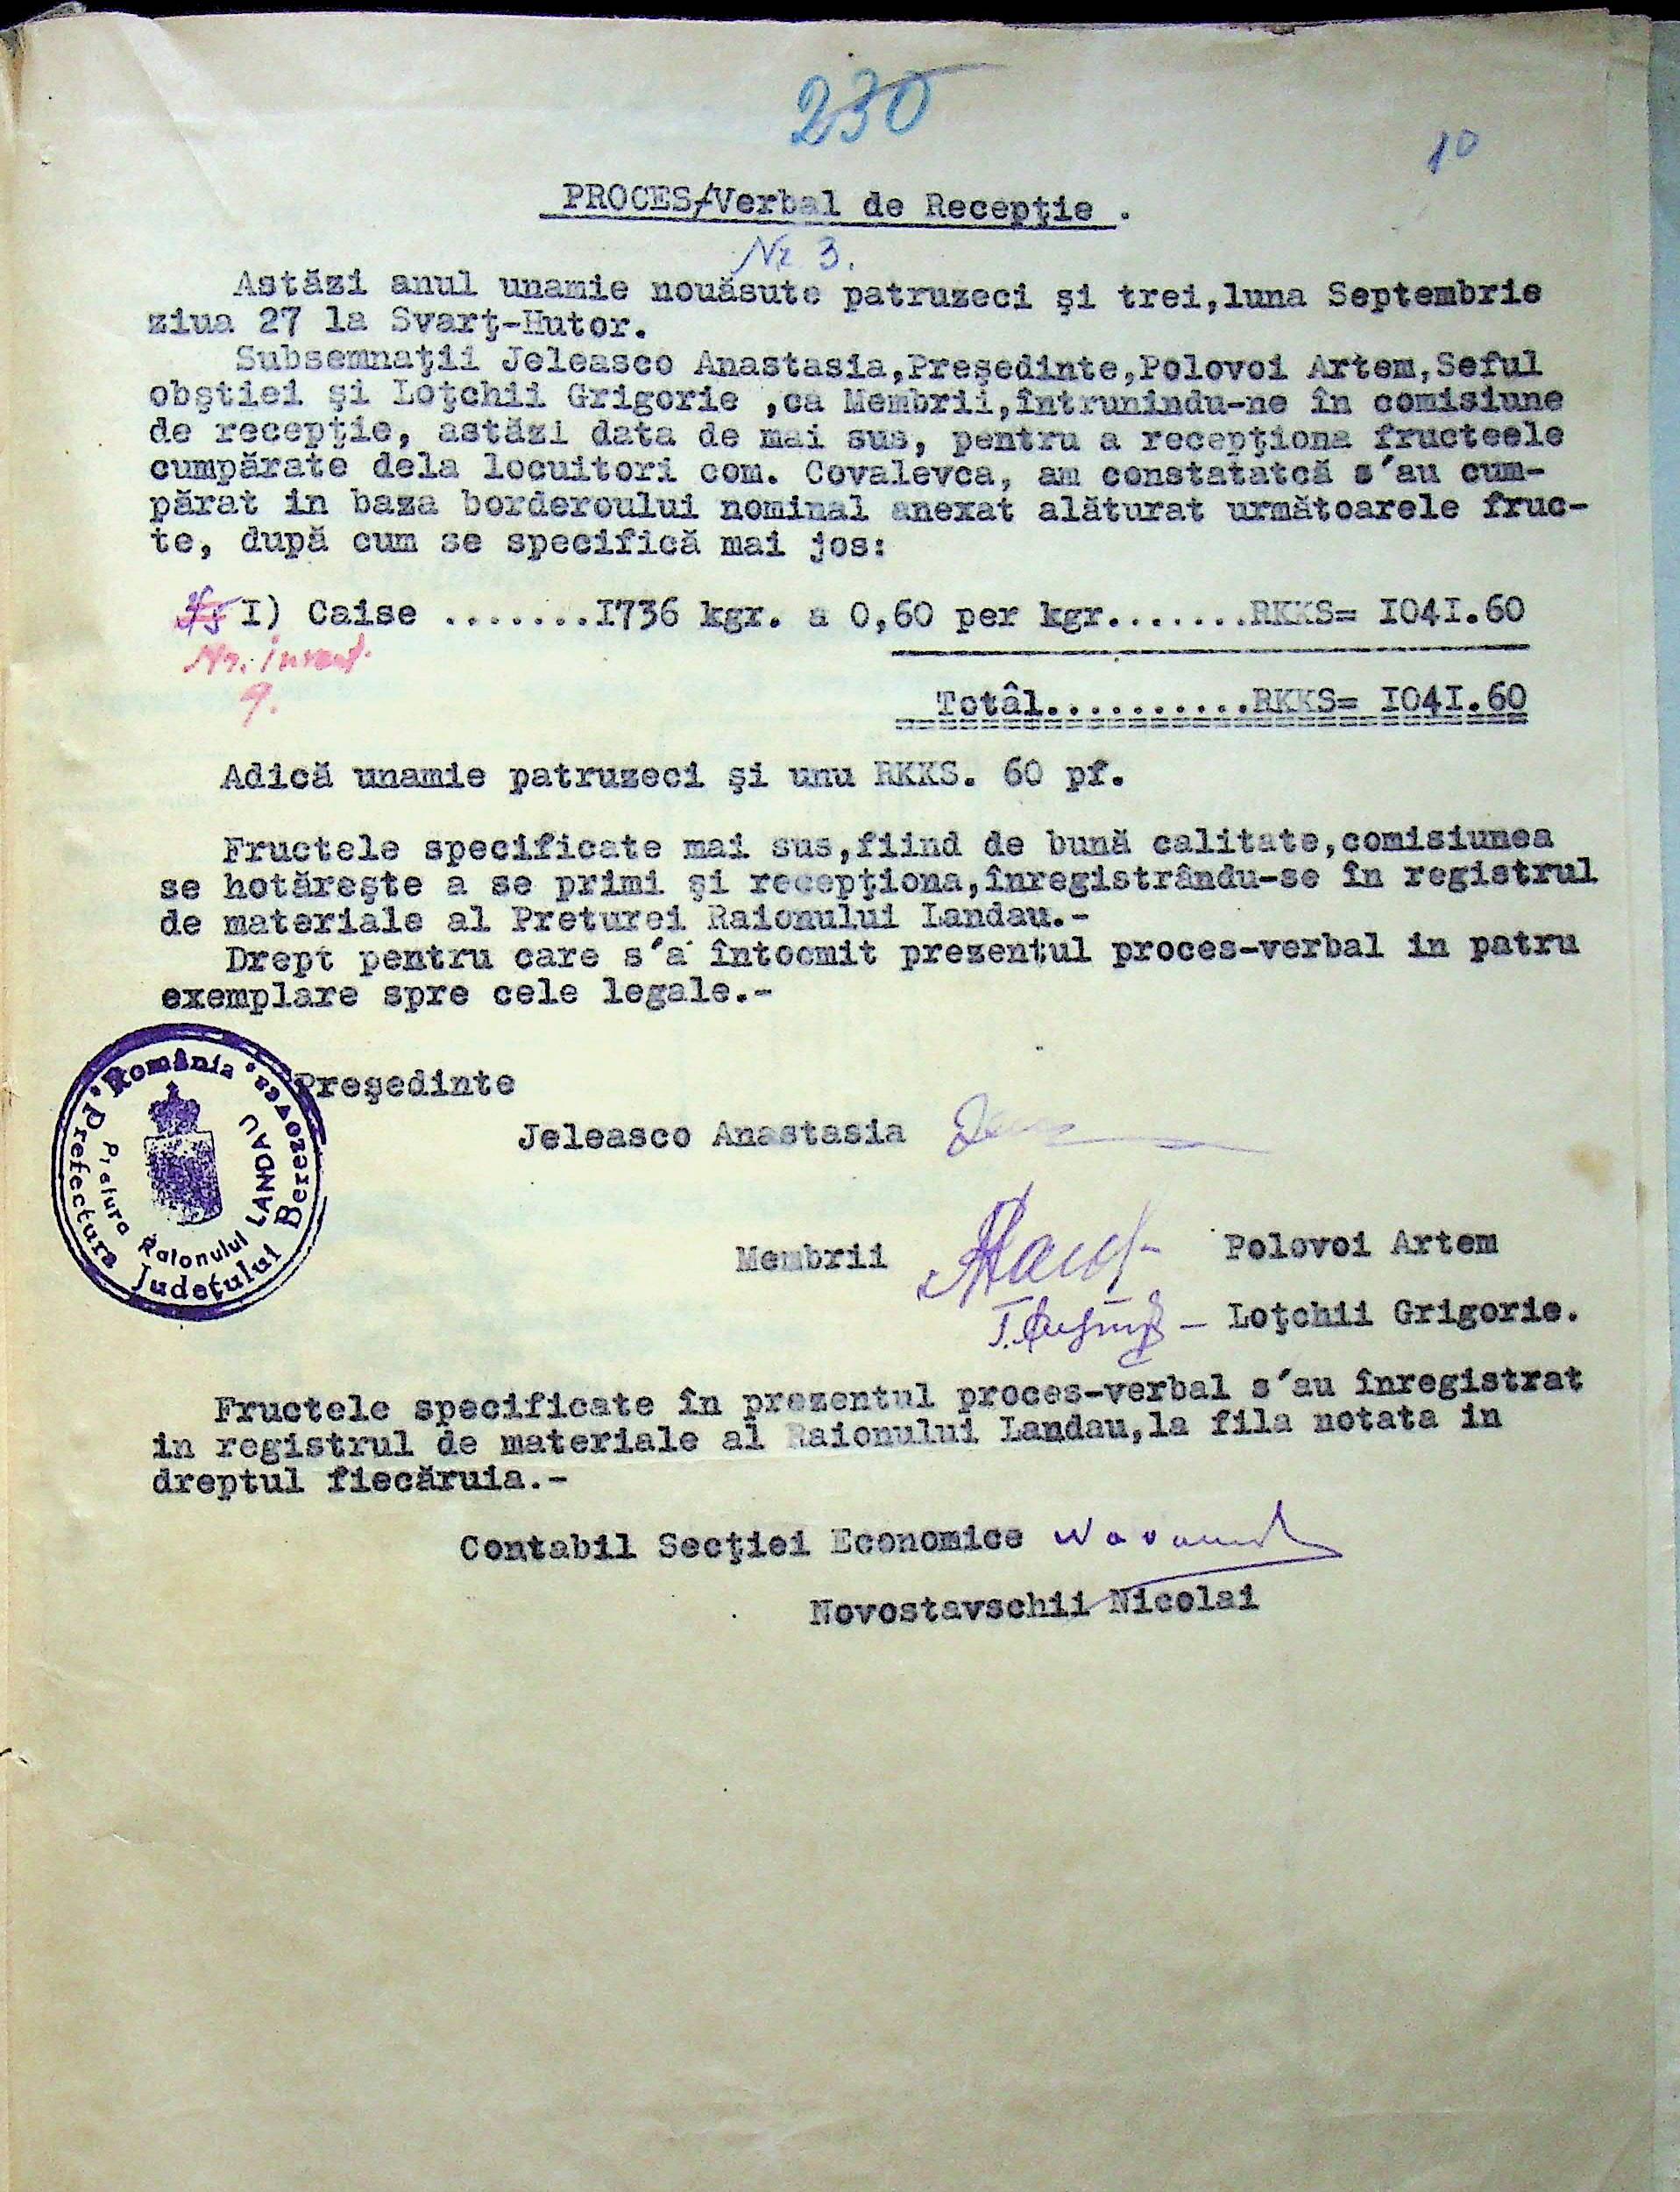 230
10
PROCES/Verbal de Recepţie .
Nr. 3.
Astăzi anul unamie nouăsute patruzeci şi trei,luna Septembrie
ziua 27 la Svarţ-Hutor.
Subsemnaţii Jeleasco Anastasia,Preşedinte,Polovoi Artem,Seful
obştiei şi Loţchii Grigorie ,ca Membrii,întrunindu-ne în comisiune
de recepţie, astăzi data de mai sus, pentru a recepţiona fructeele
cumpărate dela locuitori com. Covalevca, am constatatcă s´au cum-
părat in baza borderoului nominal anexat alăturat următoarele fruc-
te, după cum se specifică mai jos:
I) Caise .......I736 kgr. a 0,60 per kgr.......RKKS= I04I.60
Nr. invent.
9.
Totâl..........RKKS= I04I.60
Adică unamie patruzeci şi unu RKKS. 60 pf.
Fructele specificate mai sus,fiind de bună calitate,comisiunea
se hotăreşte a se primi şi recepţiona,înregistrându-se în registrul
de materiale al Preturei Raionului Landau.-
Drept pentru care s´a întocmit prezentul proces-verbal in patru
exemplare spre cele legale.-
România
Prefectura Judeţului Berezovca
Pretura Raionului LANDAU
Preşedinte
Jeleasco Anastasia
Membrii Polovoi Artem
Loţchii Grigorie.
Fructele specificate în prezentul proces-verbal s´au înregistrat
in registrul de materiale al Raionului Landau,la fila notata in
dreptul fiecăruia.-
Contabil Secţiei Economice
Novostavschii Nicolai